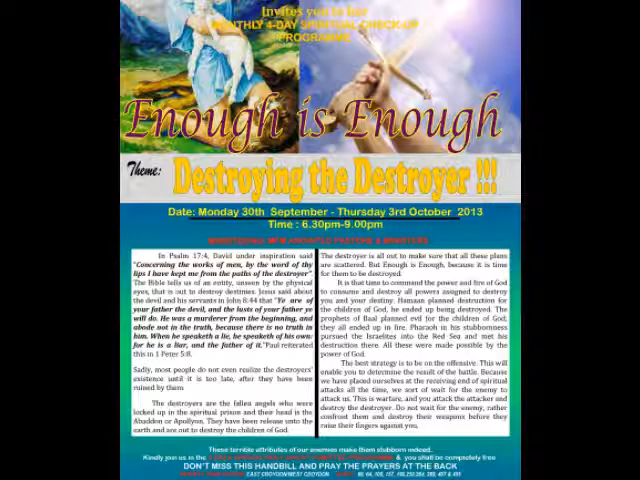 Invites you to her
MONTHLY 4-DAY SPIRITUAL CHECK-UP
PROGRAMME
Enough is Enough
Theme: Destroying the Destroyer !!!
Date: Monday 30th September - Thursday 3rd October 2013
Time : 6.30pm-9.00pm
MINISTERING: MFM ANOINTED PASTORS & MINISTERS
In Psalm 17:4, David under inspiration said
"Concerning the works of men, by the word of thy
lips I have kept me from the paths of the destroyer".
The Bible tells us of an entity, unseen by the physical
eyes, that is out to destroy destinies. Jesus said about
the devil and his servants in John 8:44 that "Ye are of
your father the devil, and the lusts of your father ye
will do. He was a murderer from the beginning, and
abode not in the truth, because there is no truth in
him. When he speaketh a lie, he speaketh of his own:
for he is a liar, and the father of it." Paul reiterated
this in 1 Peter 5:8.
Sadly, most people do not even realize the destroyers'
existence until it is too late, after they have been
ruined by them
The destroyers are the fallen angels who were
locked up in the spiritual prison and their head is the
Abaddon or Apollyon. They have been release unto the
earth and are out to destroy the children of God.
The destroyer is all out to make sure that all these plans
are scattered. But Enough is Enough, because it is time
for them to be destroyed.
It is that time to command the power and fire of God
to consume and destroy all powers assigned to destroy
you and your destiny. Hamaan planned destruction for
the children of God, he ended up being destroyed. The
prophets of Baal planned evil for the children of God;
they all ended up in fire. Pharaoh in his stubbornness
pursued the Israelites into the Red Sea and met his
destruction there. All these were made possible by the
power of God.
The best strategy is to be on the offensive. This will
enable you to determine the result of the battle. Because
we have placed ourselves at the receiving end of spiritual
attacks all the time, we sort of wait for the enemy to
attack us. This is warfare, and you attack the attacker end
destroy the destroyer. Do not wait for the enemy, rather
confront them and destroy their weapons before they
raise their fingers against you.
These terrible attributes of our enemies make them stubborn indeed.
Kindly join us in the & you shall be completely free
DON'T MISS THIS HANDBILL AND PRAY THE PRAYERS AT THE BACK
EAST CROYDON/WEST CROYDON